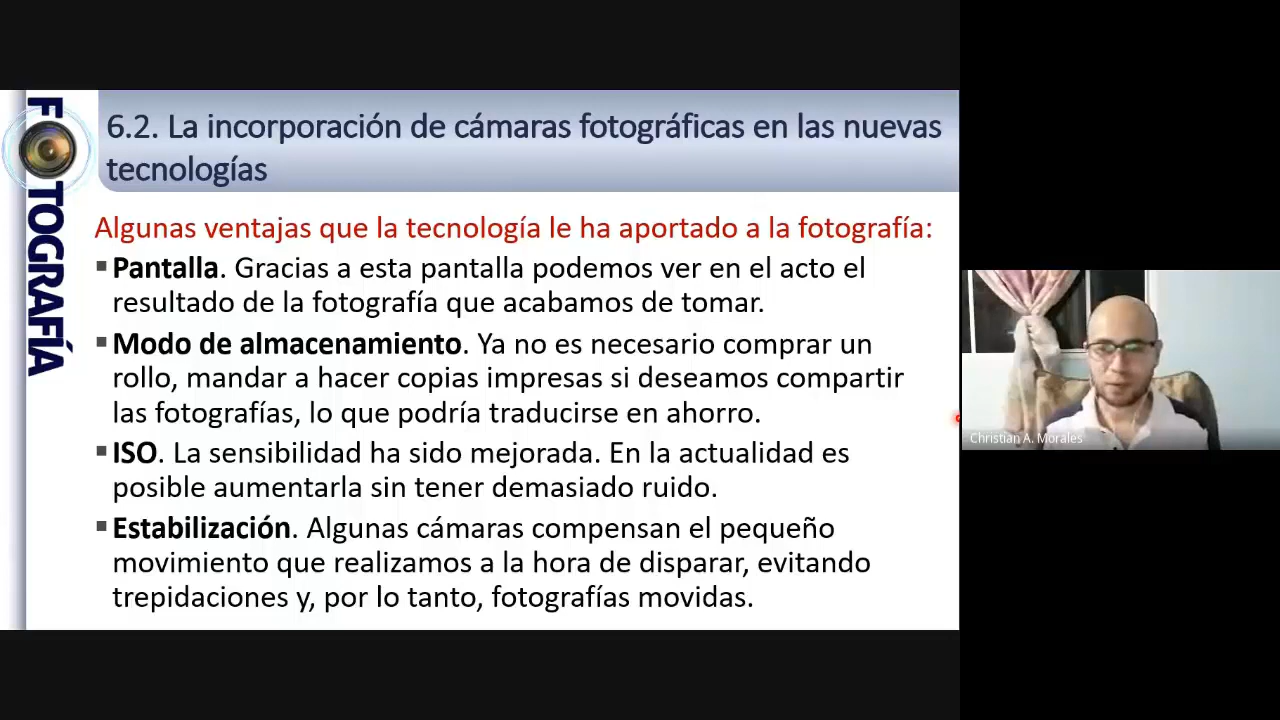 FOTOGRAFÍA
6.2. La incorporación de cámaras fotográficas en las nuevas
tecnologías
Algunas ventajas que la tecnología le ha aportado a la fotografía:
▪ Pantalla. Gracias a esta pantalla podemos ver en el acto el
resultado de la fotografía que acabamos de tomar.
▪ Modo de almacenamiento. Ya no es necesario comprar un
rollo, mandar a hacer copias impresas si deseamos compartir
las fotografías, lo que podría traducirse en ahorro.
▪ ISO. La sensibilidad ha sido mejorada. En la actualidad es
posible aumentarla sin tener demasiado ruido.
▪ Estabilización. Algunas cámaras compensan el pequeño
movimiento que realizamos a la hora de disparar, evitando
trepidaciones y, por lo tanto, fotografías movidas.
Christian A. Morales